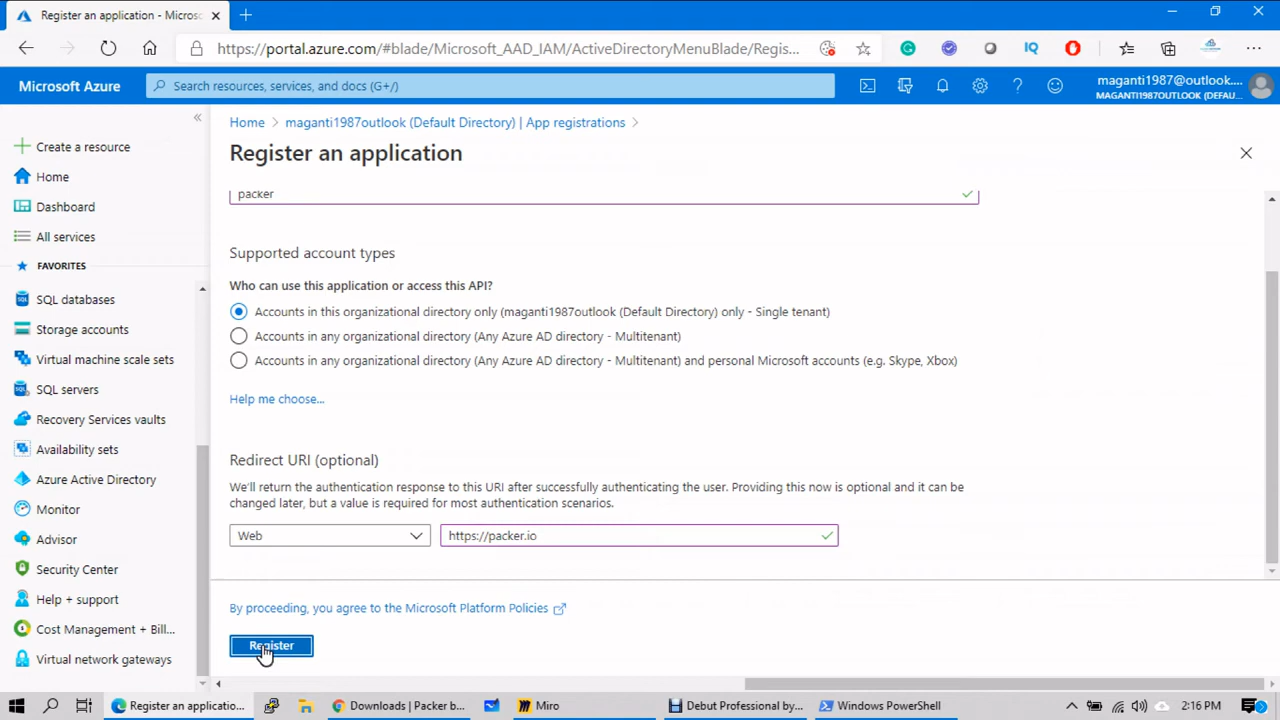 Register an application - Micros
https://portal.azure.com/#blade/Microsoft_AAD_IAM/ActiveDirectoryMenuBlade/Regis...
IQ
Microsoft Azure
Search resources, services, and docs (G+/)
maganti1987@outlook....
MAGANTI1987OUTLOOK (DEFAU...
Create a resource
Home
Dashboard
All services
FAVORITES
SQL databases
Storage accounts
Virtual machine scale sets
SQL servers
Recovery Services vaults
Availability sets
Azure Active Directory
Monitor
Advisor
Security Center
Help + support
Cost Management + Bill...
Virtual network gateways
Home > maganti1987outlook (Default Directory) | App registrations >
Register an application
packer
Supported account types
Who can use this application or access this API?
Accounts in this organizational directory only (maganti1987outlook (Default Directory) only - Single tenant)
Accounts in any organizational directory (Any Azure AD directory - Multitenant)
Accounts in any organizational directory (Any Azure AD directory - Multitenant) and personal Microsoft accounts (e.g. Skype, Xbox)
Help me choose...
Redirect URI (optional)
We'll return the authentication response to this URI after successfully authenticating the user. Providing this now is optional and it can be
changed later, but a value is required for most authentication scenarios.
Web
https://packer.io
By proceeding, you agree to the Microsoft Platform Policies
Register
Register an applicatio...
Downloads | Packer b...
Miro
Debut Professional by...
Windows PowerShell
2:16 PM